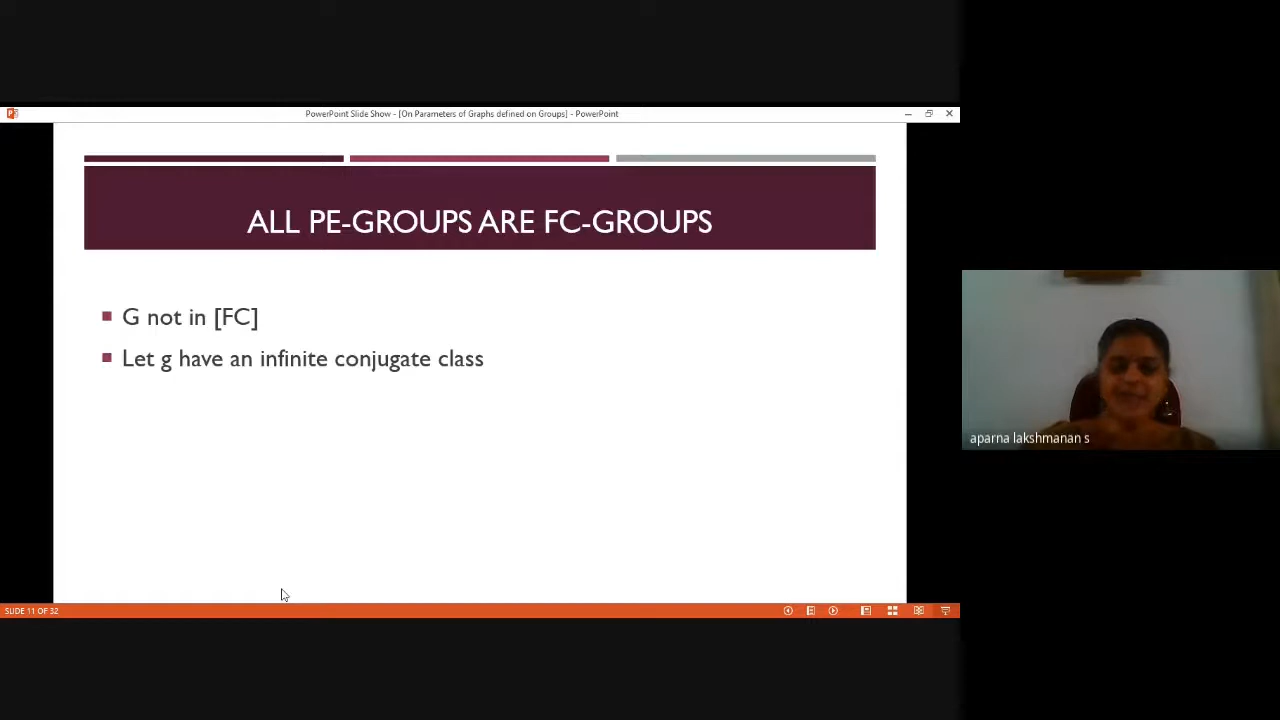 PowerPoint Slide Show - [On Parameters of Graphs defined on Groups] - PowerPoint
ALL PE-GROUPS ARE FC-GROUPS
G not in [FC]
Let g have an infinite conjugate class
aparna lakshmanan s
SLIDE 11 OF 32